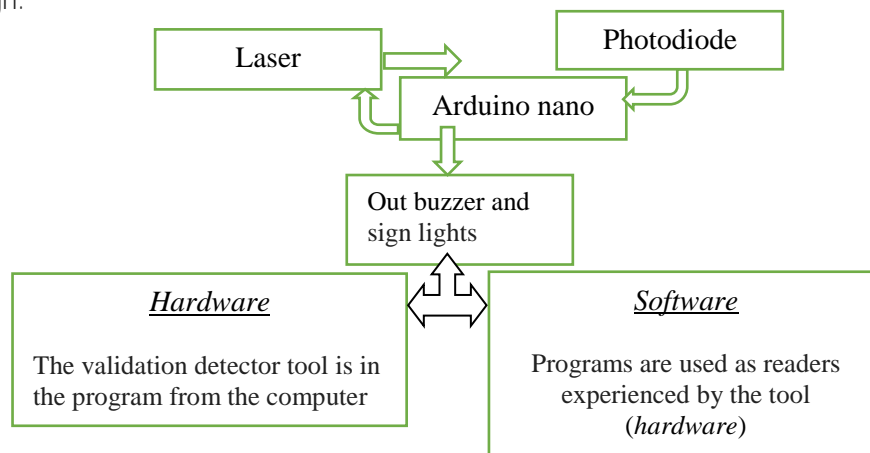 Laser
Photodiode
Arduino nano
Out buzzer and
sign lights
Hardware
The validation detector tool is in
the program from the computer
Software
Programs are used as readers
experienced by the tool
(hardware)